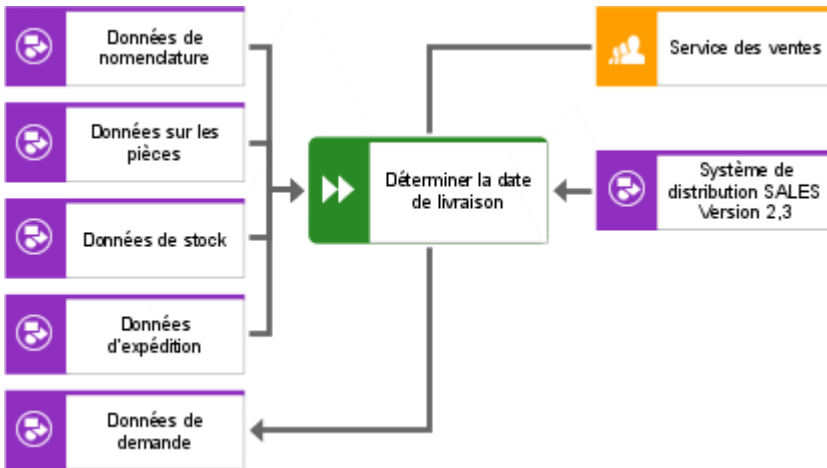 Données de
nomenclature
Service des ventes
Données sur les
pièces
Déterminer la date
de livraison
Système de
distribution SALES
Version 2,3
Données de stock
Données
d'expédition
Données de
demande